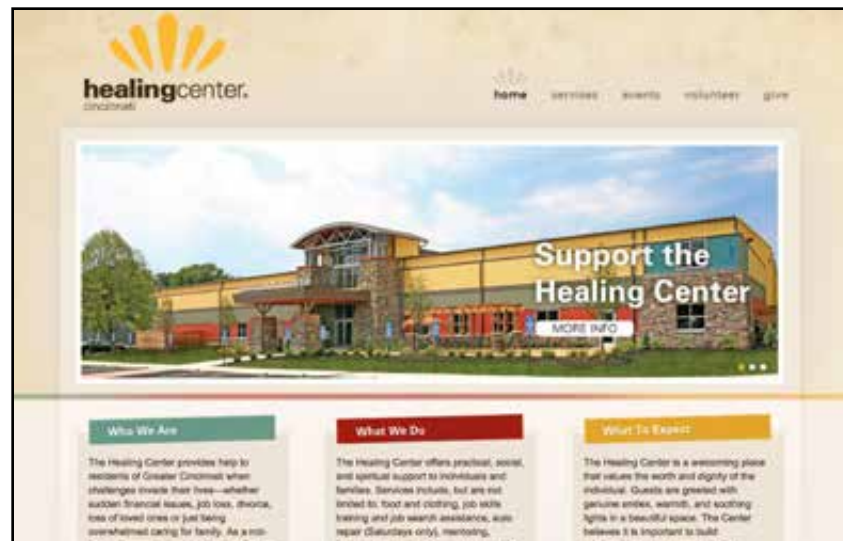 healingcenter.
cincinnati
home services events volunteer give
Support the
Healing Center
MORE INFO
Who We Are
The Healing Center provides help to
residents of Greater Cincinnati when
challenges invade their lives—whether
sudden financial issues, job loss, divorce,
loss of loved ones or just being
overwhelmed caring for family. As a non-
What We Do
The Healing Center offers practical, social,
and spiritual support to individuals and
families. Services include, but are not
limited to: food and clothing, job skills
training and job search assistance, auto
repair (Saturdays only), mentoring,
What To Expect
The Healing Center is a welcoming place
that values the worth and dignity of the
individual. Guests are greeted with
genuine smiles, warmth, and soothing
lights in a beautiful space. The Center
believes it is important to build